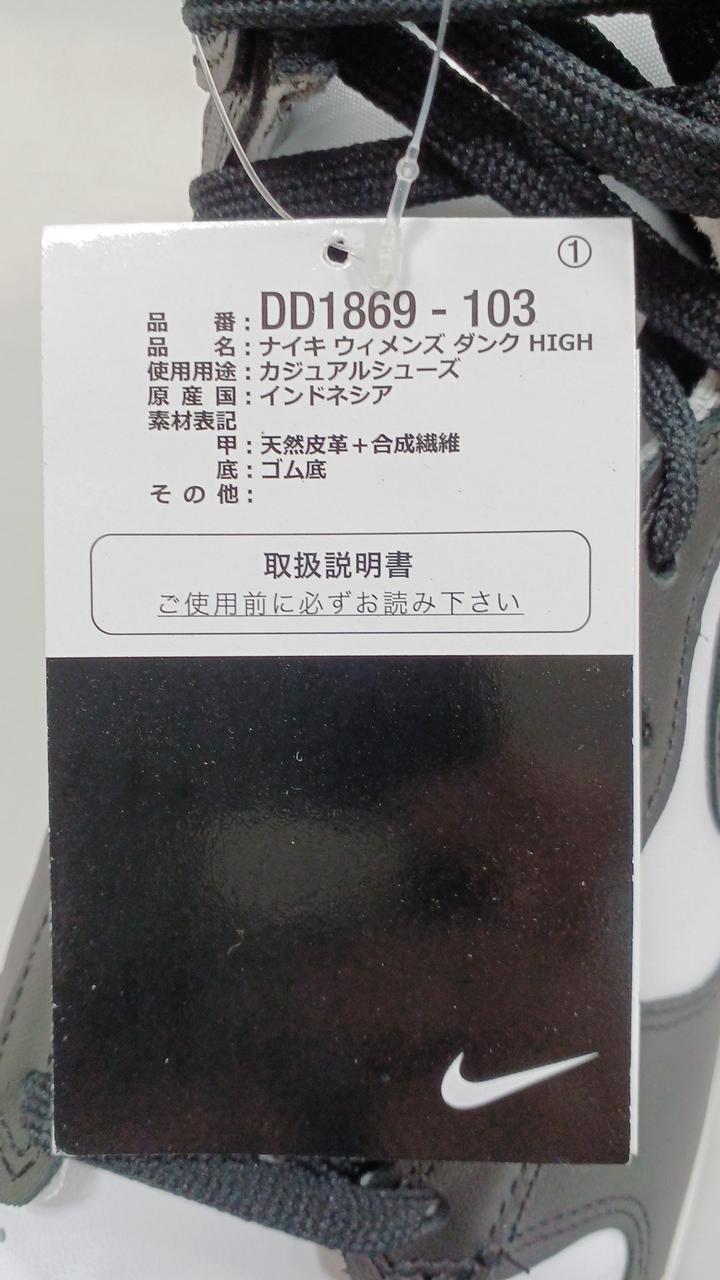 ①
品 番：DD1869 - 103
品 名：ナイキ ウィメンズ ダンク HIGH
使用用途：カジュアルシューズ
原 産 国：インドネシア
素材表記
甲：天然皮革＋合成繊維
底：ゴム底
そ の 他：
取扱説明書
ご使用前に必ずお読み下さい